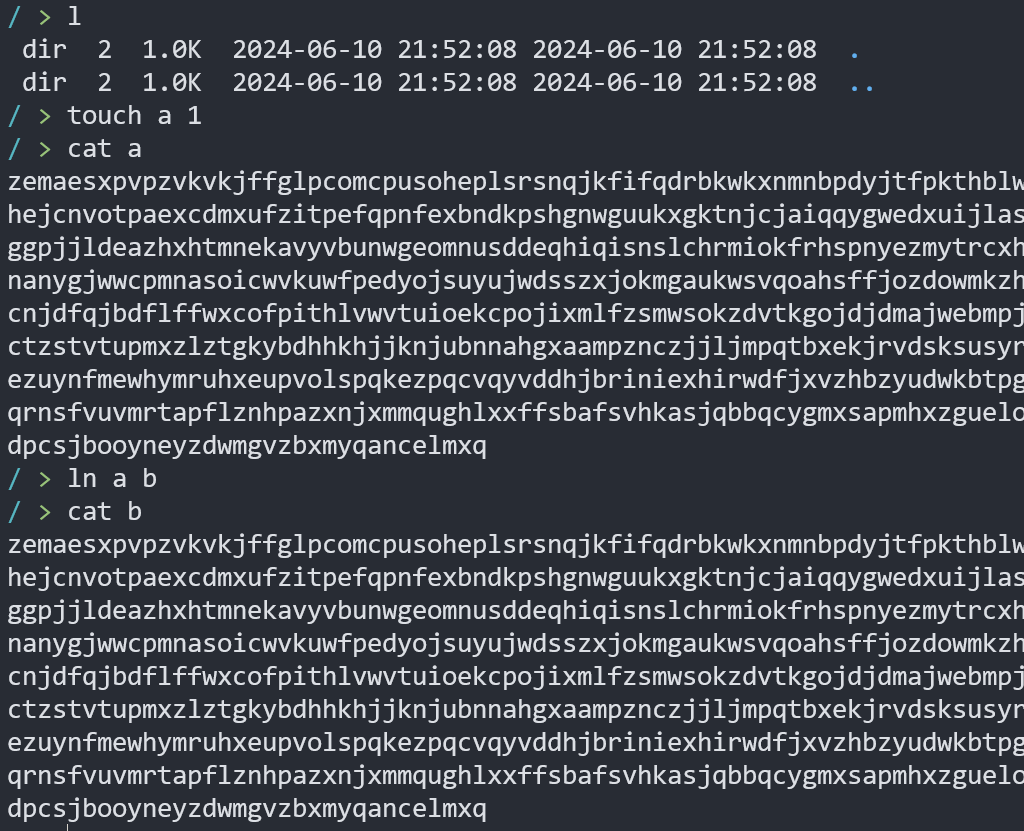 / > l
dir 2 1.0K 2024-06-10 21:52:08 2024-06-10 21:52:08 .
dir 2 1.0K 2024-06-10 21:52:08 2024-06-10 21:52:08 ..
/ > touch a 1
/ > cat a
zemaesxpvpzvkvkjffglpcomcpusoheplsrsnqjkfifqdrbkwkxnmnbpdyjtfpkthblw
hejcnvotpaexcdmxufzitpefqpnfexbndkpshgnwguukxgktnjcjaiqqygwedxuijlas
ggpjjldeazhxhtmnekavyvbunwgeomnusddeqhiqisnslchrmiokfrhspnyezmytrcxh
nanygjwwcpmnasoicwvkuwfpedyojsuyujwdsszxjokmgaukwsvqoahsffjozdowmkzh
cnjdfqjbdflffwxcofpithlvwvtuioekcpojixmlfzsmwsokzdvtkgojdjdmajwebmpj
ctzstvtupmxzlztgkybdhhkhjjknjubnnahgxaampznczjjljmpqtbxekjrvdsksusyr
ezuynfmewhymruhxeupvolspqkezpqcvqyvddhjbriniexhirwdfjxvzhbzyudwkbtpg
qrnsfvuvmrtapflznhpazxnjxmmqughlxxffsbafsvhkasjqbbqcygmxsapmhxzguelo
dpcsjbooyneyzdwmgvzbxmyqancelmxq
/ > ln a b
/ > cat b
zemaesxpvpzvkvkjffglpcomcpusoheplsrsnqjkfifqdrbkwkxnmnbpdyjtfpkthblw
hejcnvotpaexcdmxufzitpefqpnfexbndkpshgnwguukxgktnjcjaiqqygwedxuijlas
ggpjjldeazhxhtmnekavyvbunwgeomnusddeqhiqisnslchrmiokfrhspnyezmytrcxh
nanygjwwcpmnasoicwvkuwfpedyojsuyujwdsszxjokmgaukwsvqoahsffjozdowmkzh
cnjdfqjbdflffwxcofpithlvwvtuioekcpojixmlfzsmwsokzdvtkgojdjdmajwebmpj
ctzstvtupmxzlztgkybdhhkhjjknjubnnahgxaampznczjjljmpqtbxekjrvdsksusyr
ezuynfmewhymruhxeupvolspqkezpqcvqyvddhjbriniexhirwdfjxvzhbzyudwkbtpg
qrnsfvuvmrtapflznhpazxnjxmmqughlxxffsbafsvhkasjqbbqcygmxsapmhxzguelo
dpcsjbooyneyzdwmgvzbxmyqancelmxq